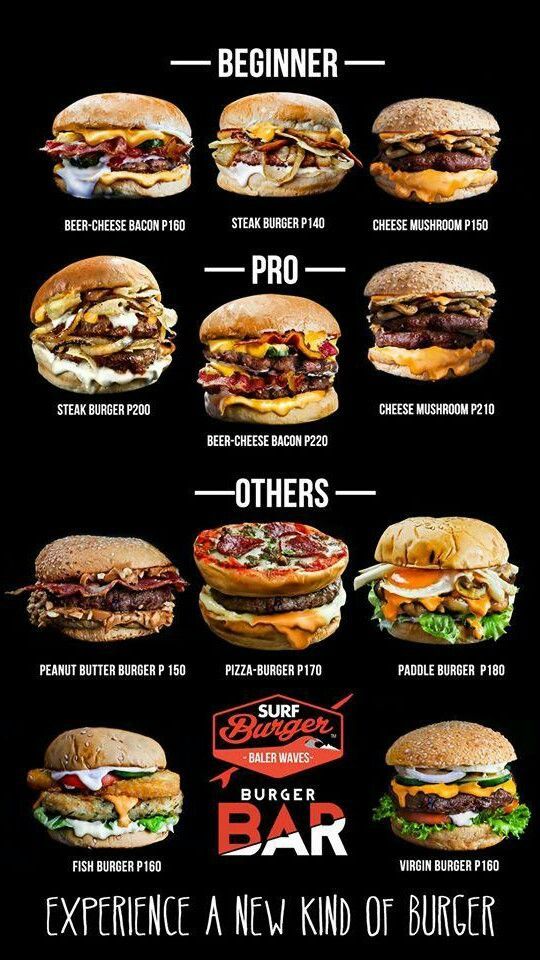 BEGINNER
BEER-CHEESE BACON P160
STEAK BURGER P140
CHEESE MUSHROOM P150
PRO
STEAK BURGER P200
BEER-CHEESE BACON P220
CHEESE MUSHROOM P210
OTHERS
PEANUT BUTTER BURGER P 150
PIZZA-BURGER P170
PADDLE BURGER P180
SURF
Burger™
- BALER WAVES-
BURGER
BAR
FISH BURGER P160
VIRGIN BURGER P160
EXPERIENCE A NEW KIND OF BURGER